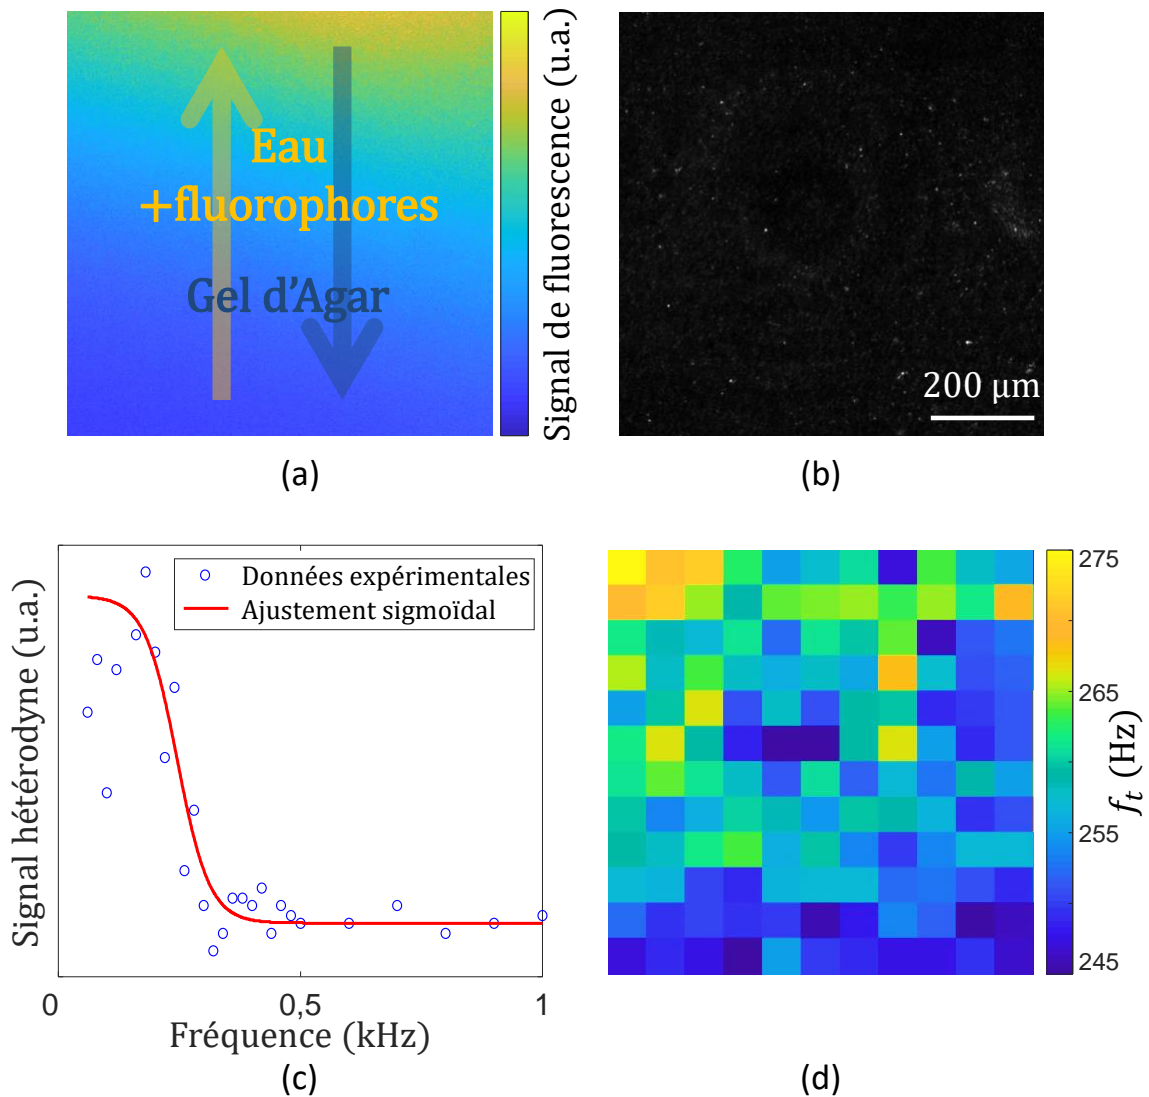 Eau
+fluorophores
Gel d'Agar
Signal de fluorescence (u.a.)
(a)
200 µm
(b)
Signal hétérodyne (u.a.)
Données expérimentales
Ajustement sigmoïdal
0
0,5
1
Fréquence (kHz)
(c)
275
265
255
245
f_t (Hz)
(d)